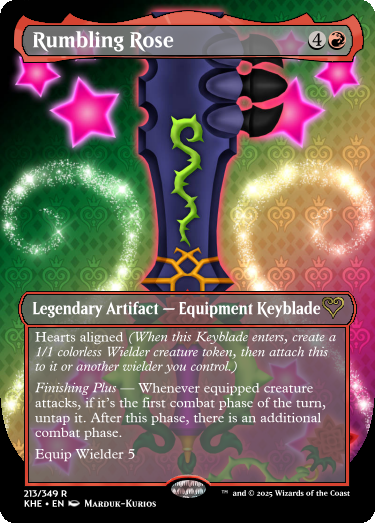 Rumbling Rose 4
Legendary Artifact — Equipment Keyblade
Hearts aligned (When this Keyblade enters, create a
1/1 colorless Wielder creature token, then attach this
to it or another wielder you control.)
Finishing Plus — Whenever equipped creature
attacks, if it's the first combat phase of the turn,
untap it. After this phase, there is an additional
combat phase.
Equip Wielder 5
213/349 R
KHE • EN Marduk-Kurios
™ and © 2025 Wizards of the Coast